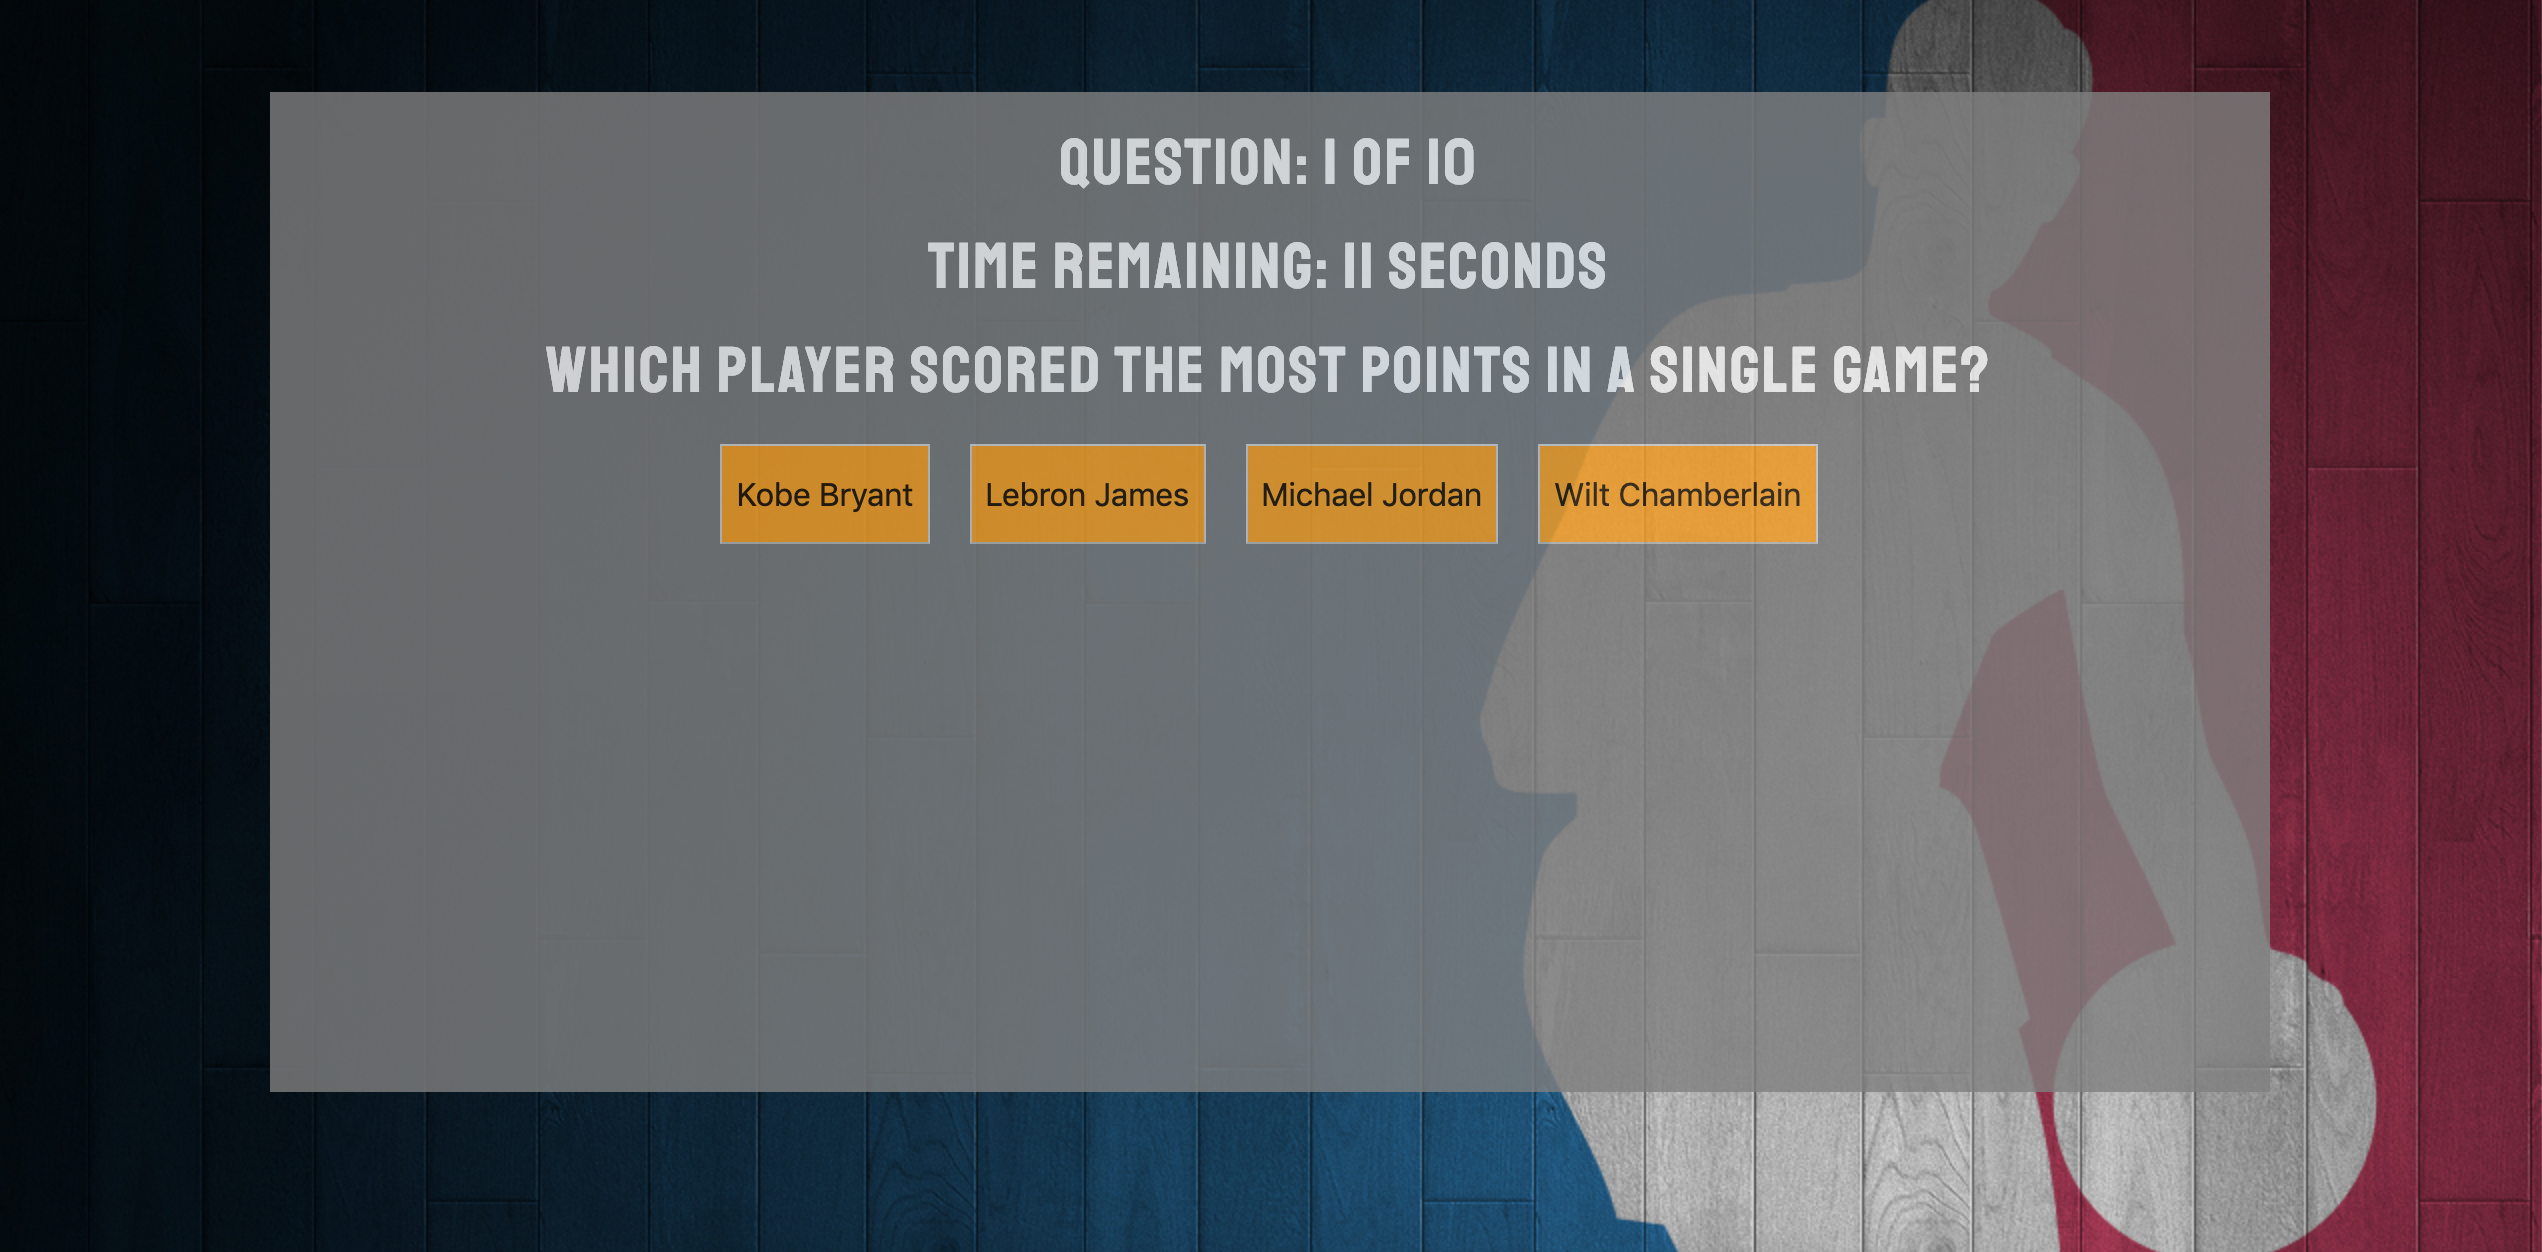 QUESTION: 1 OF 10
TIME REMAINING: 11 SECONDS
WHICH PLAYER SCORED THE MOST POINTS IN A SINGLE GAME?
Kobe Bryant Lebron James Michael Jordan Wilt Chamberlain